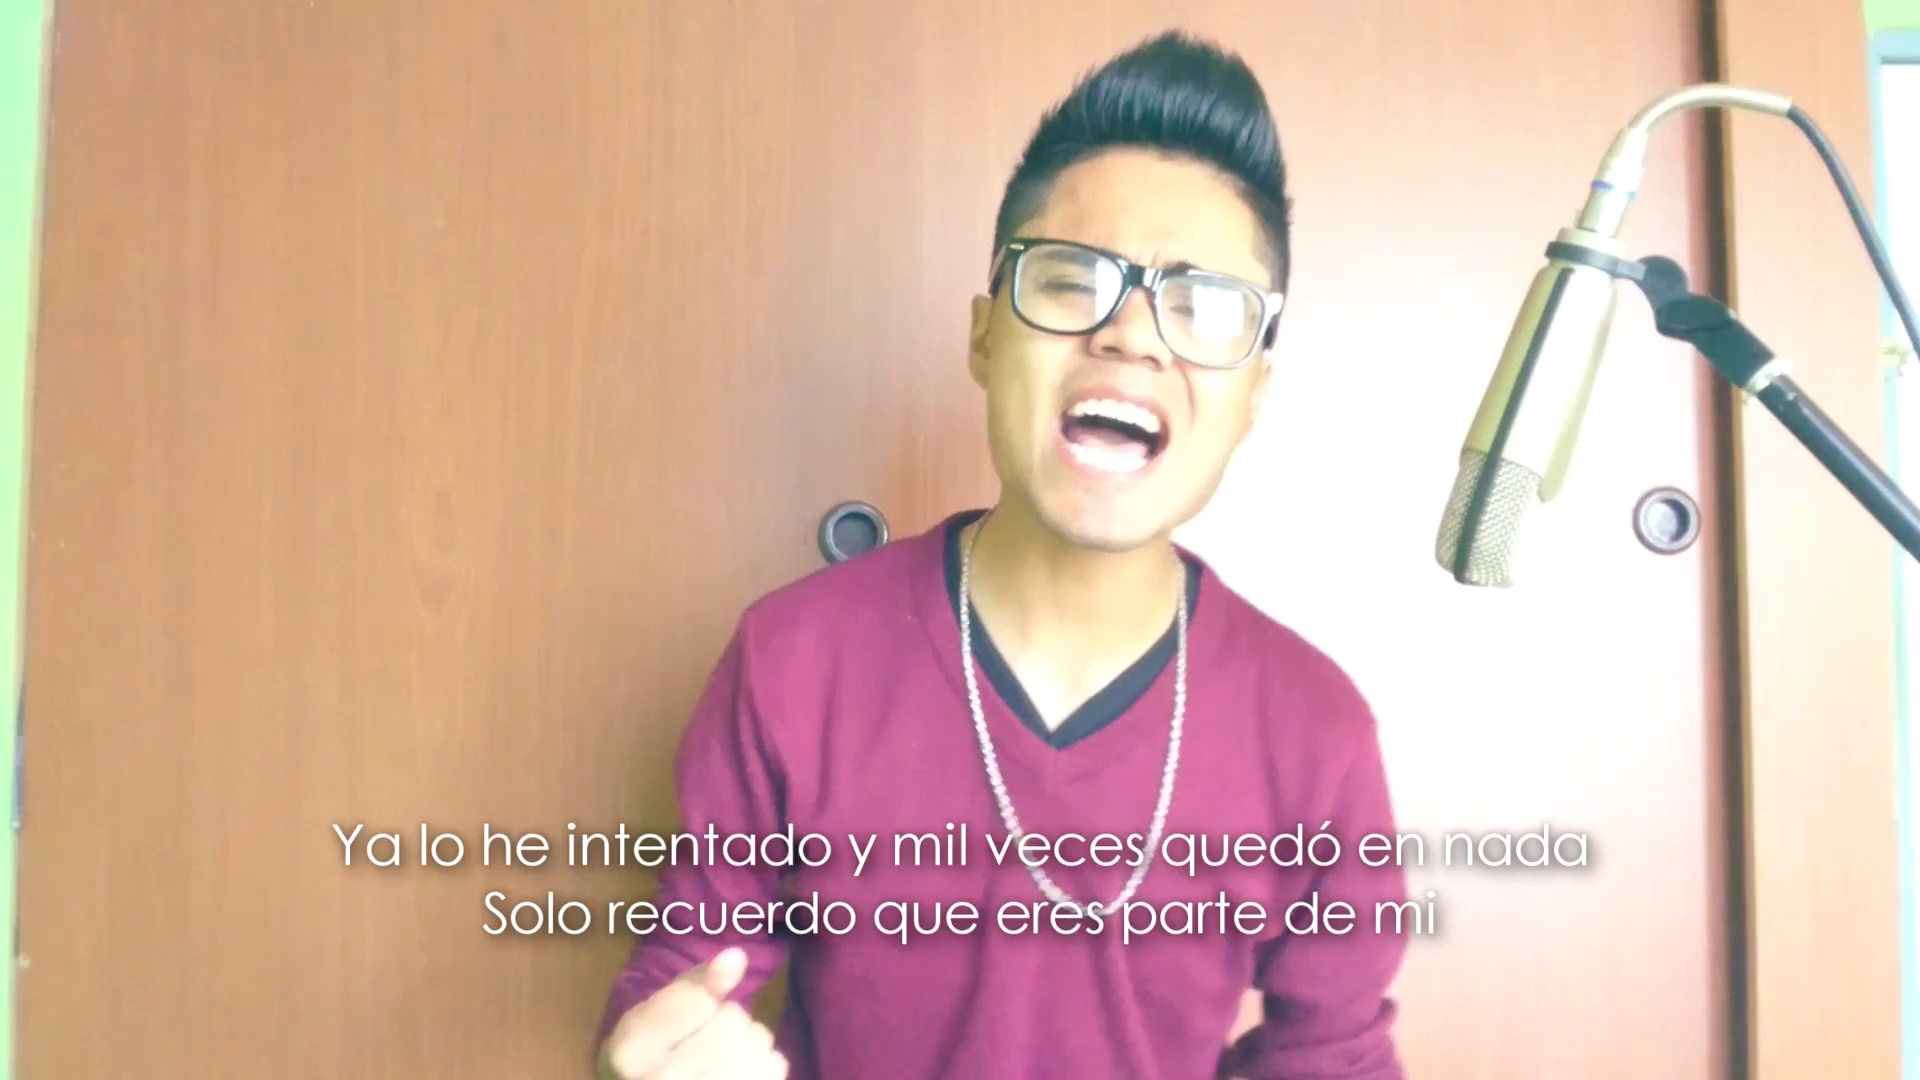 Ya lo he intentado y mil veces quedó en nada
Solo recuerdo que eres parte de mi